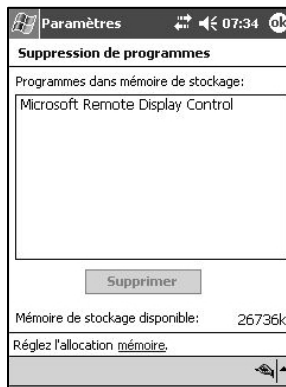 Paramètres 07:34 ok
Suppression de programmes
Programmes dans mémoire de stockage:
Microsoft Remote Display Control
Supprimer
Mémoire de stockage disponible: 26736k
Réglez l'allocation mémoire.